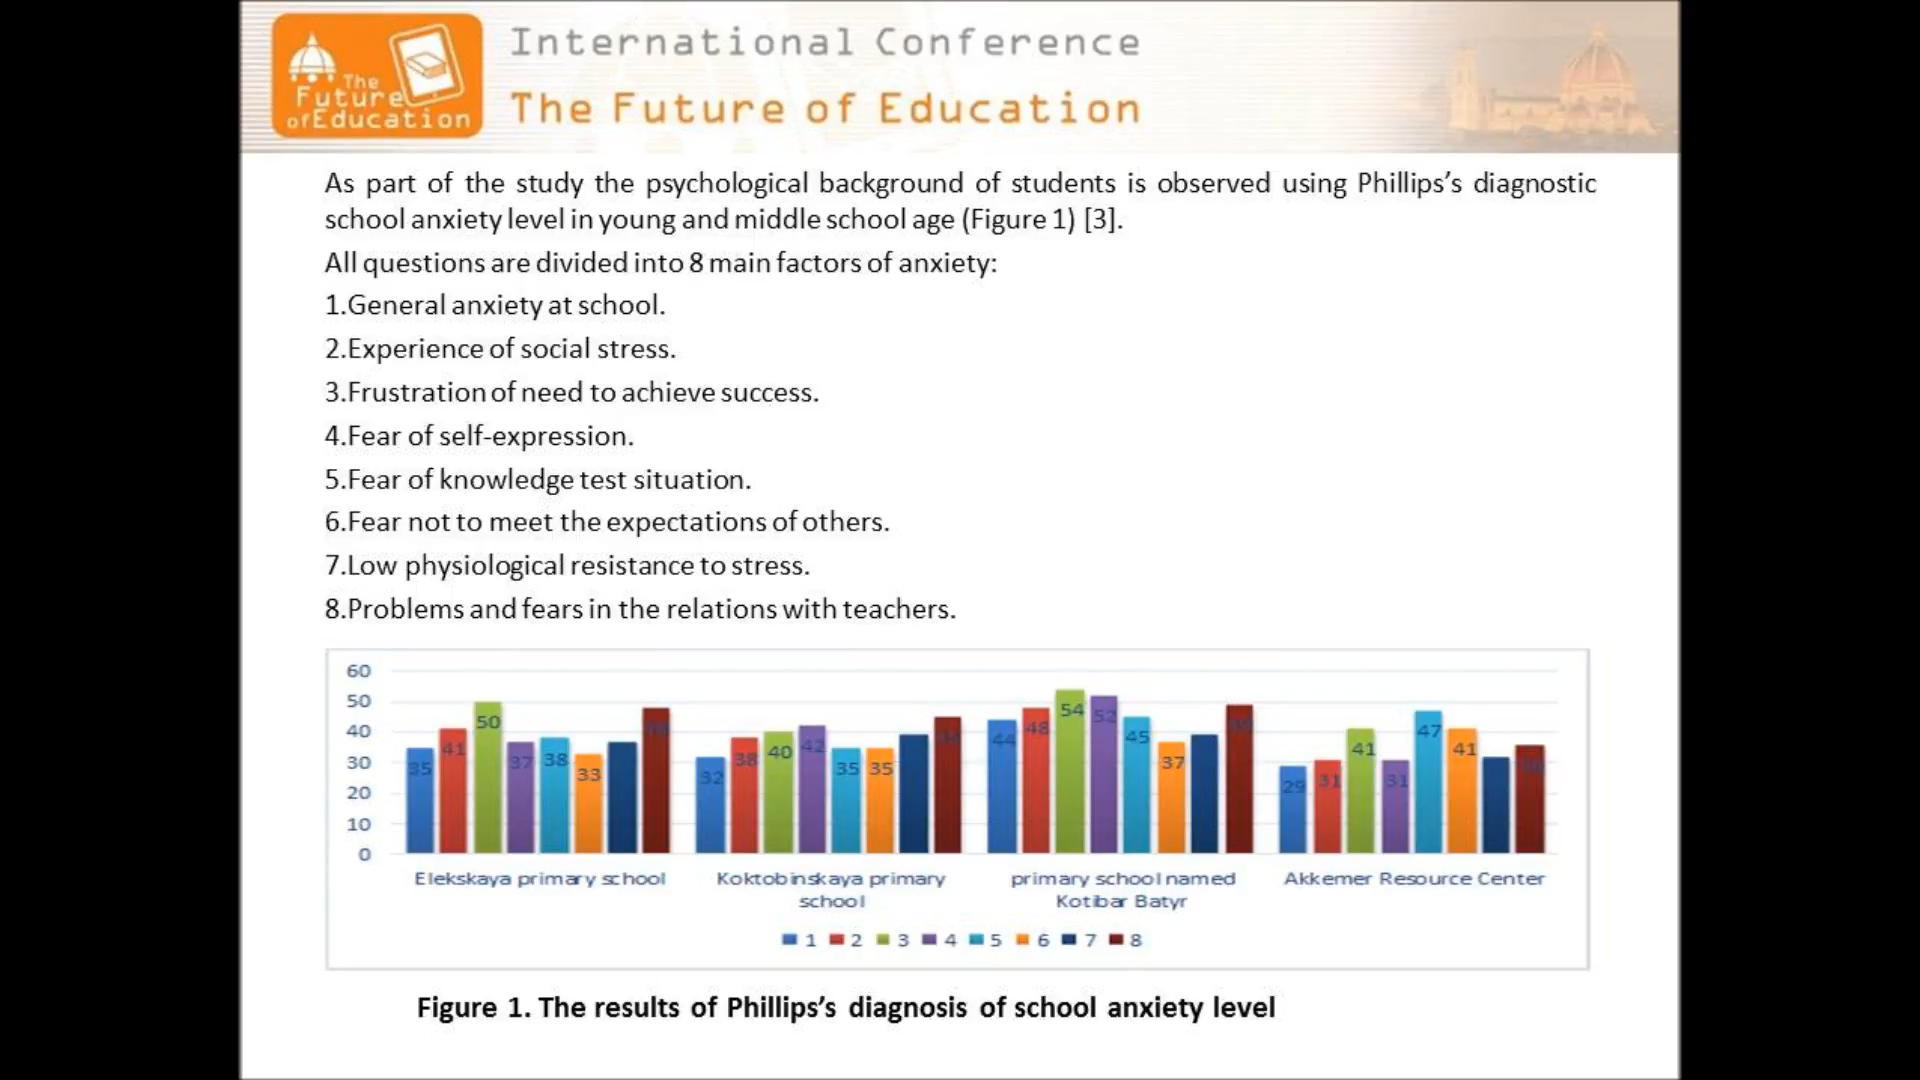 The
Future
ofEducation
International Conference
The Future of Education
As part of the study the psychological background of students is observed using Phillips’s diagnostic
school anxiety level in young and middle school age (Figure 1) [3].
All questions are divided into 8 main factors of anxiety:
1.General anxiety at school.
2.Experience of social stress.
3.Frustration of need to achieve success.
4.Fear of self-expression.
5.Fear of knowledge test situation.
6.Fear not to meet the expectations of others.
7.Low physiological resistance to stress.
8.Problems and fears in the relations with teachers.
60
50
40
30
20
10
0
35 41 50 37 38 33
32 38 40 42 35 35
44 48 54 52 45 37
29 31 41 31 47 41
Elekskaya primary school
Koktobinskaya primary
school
primary school named
Kotibar Batyr
Akkemer Resource Center
1 2 3 4 5 6 7 8
Figure 1. The results of Phillips’s diagnosis of school anxiety level